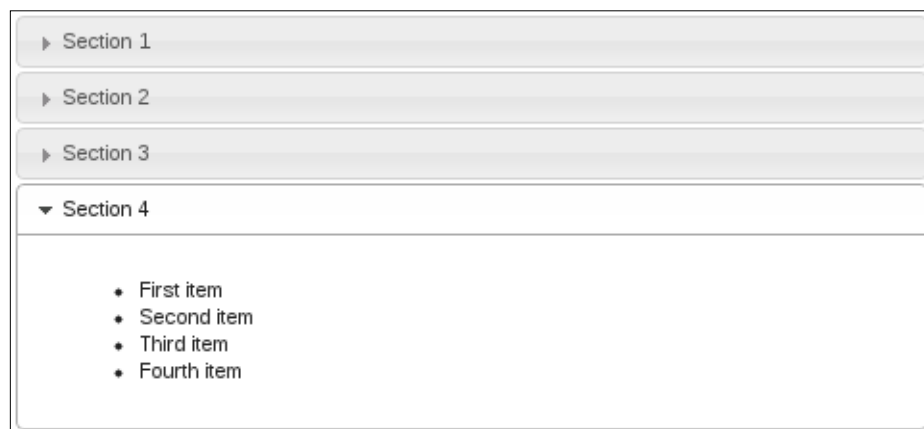 Section 1
Section 2
Section 3
Section 4
First item
Second item
Third item
Fourth item